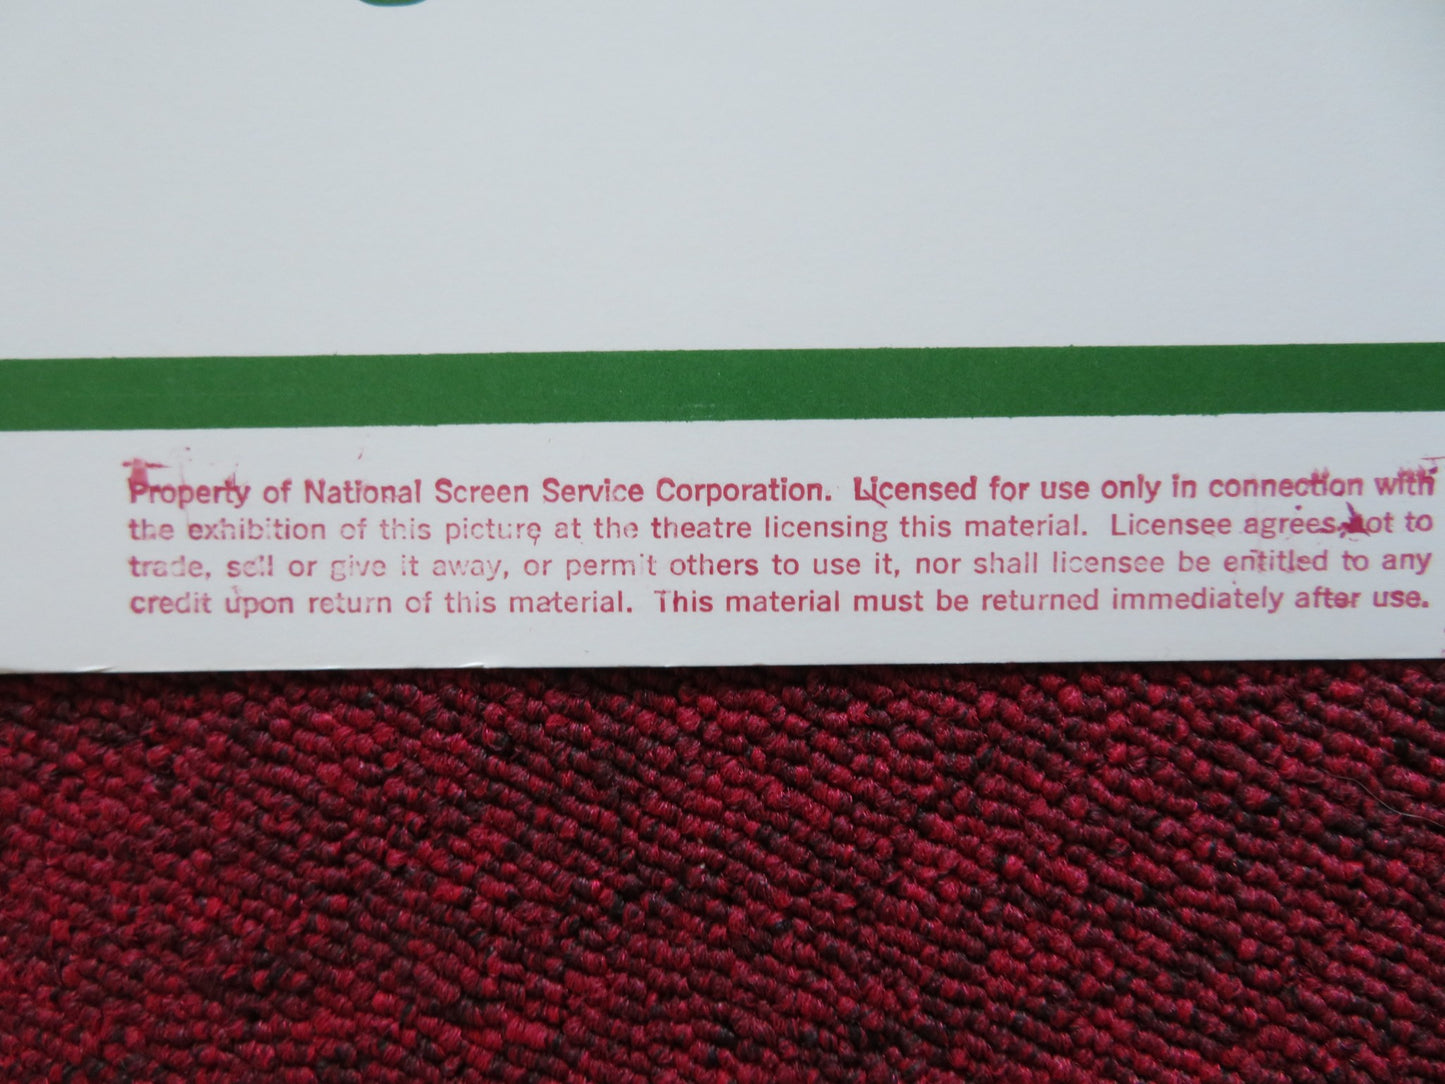 Property of National Screen Service Corporation. Licensed for use only in connection with
the exhibition of this picture at the theatre licensing this material. Licensee agrees not to
trade, sell or give it away, or permit others to use it, nor shall licensee be entitled to any
credit upon return of this material. This material must be returned immediately after use.